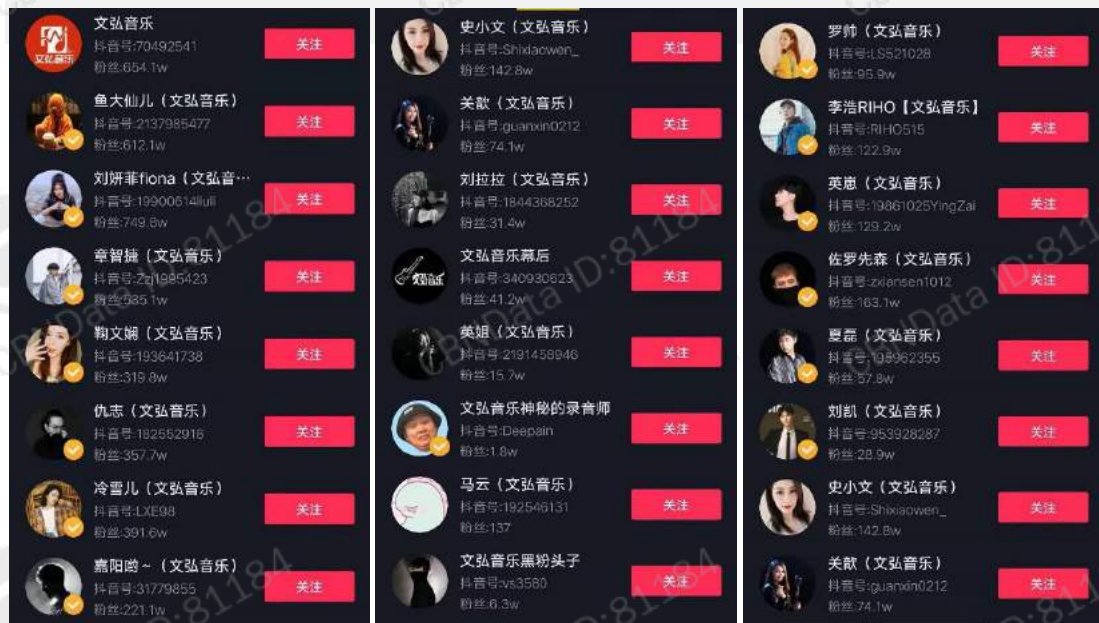 文弘音乐
抖音号:70492541
粉丝:654.1w
关注
鱼大仙儿(文弘音乐)
抖音号:2137985477
粉丝:612.1w
关注
刘妍菲fiona(文弘音…
抖音号:19900614liuli
粉丝:749.8w
关注
章智捷(文弘音乐)
抖音号:Zzj1995423
粉丝:535.1w
关注
鞠文娴(文弘音乐)
抖音号:193641738
粉丝:319.8w
关注
仇志(文弘音乐)
抖音号:182552916
粉丝:357.7w
关注
冷雪儿(文弘音乐)
抖音号:LXE98
粉丝:391.6w
关注
嘉阳哟~(文弘音乐)
抖音号:31779855
粉丝:221.1w
关注
史小文(文弘音乐)
抖音号:Shixiaowen_
粉丝:142.8w
关注
关歆(文弘音乐)
抖音号:guanxin0212
粉丝:74.1w
关注
刘拉拉(文弘音乐)
抖音号:1844368252
粉丝:31.4w
关注
文弘音乐幕后
抖音号:340930623
粉丝:41.2w
关注
英姐(文弘音乐)
抖音号:2191458946
粉丝:15.7w
关注
文弘音乐神秘的录音师
抖音号:Deepain
粉丝:1.8w
关注
马云(文弘音乐)
抖音号:192546131
粉丝:137
关注
文弘音乐黑粉头子
抖音号:vs3580
粉丝:6.3w
关注
罗帅(文弘音乐)
抖音号:LS521028
粉丝:95.9w
关注
李浩RIHO【文弘音乐】
抖音号:RIHO515
粉丝:122.9w
关注
英崽(文弘音乐)
抖音号:19861025YingZai
粉丝:129.2w
关注
佐罗先森(文弘音乐)
抖音号:zxiansen1012
粉丝:163.1w
关注
夏磊(文弘音乐)
抖音号:198962355
粉丝:57.8w
关注
刘凯(文弘音乐)
抖音号:953928287
粉丝:28.9w
关注
史小文(文弘音乐)
抖音号:Shixiaowen_
粉丝:142.8w
关注
关歆(文弘音乐)
抖音号:guanxin0212
粉丝:74.1w
关注